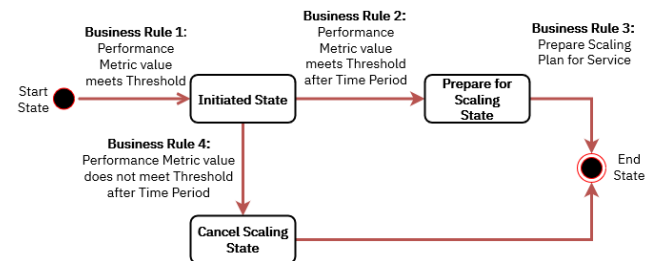 Business Rule 1:
Performance
Metric value
meets Threshold
Business Rule 2:
Performance
Metric value
meets Threshold
after Time Period
Business Rule 3:
Prepare Scaling
Plan for Service
Start
State
Initiated State
Prepare for
Scaling
State
Business Rule 4:
Performance Metric value
does not meet Threshold
after Time Period
End
State
Cancel Scaling
State